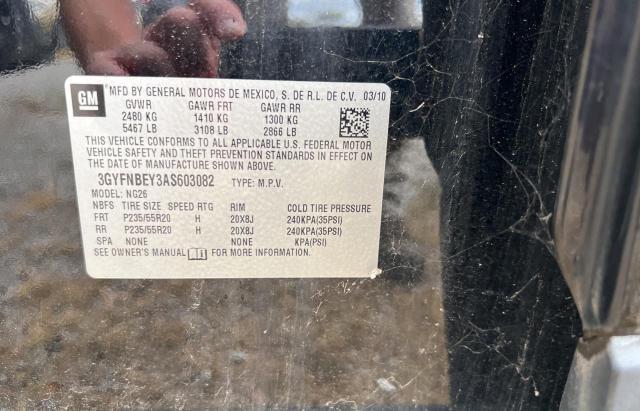 GM
MFD BY GENERAL MOTORS DE MEXICO, S. DE R.L. DE C.V. 03/10
GVWR GAWR FRT GAWR RR
2480 KG 1410 KG 1300 KG
5467 LB 3108 LB 2866 LB
THIS VEHICLE CONFORMS TO ALL APPLICABLE U.S. FEDERAL MOTOR
VEHICLE SAFETY AND THEFT PREVENTION STANDARDS IN EFFECT ON
THE DATE OF MANUFACTURE SHOWN ABOVE.
3GYFNBEY3AS603082 TYPE: M.P.V.
MODEL: NG26
NBFS TIRE SIZE SPEED RTG RIM COLD TIRE PRESSURE
FRT P235/55R20 H 20X8J 240KPA(35PSI)
RR P235/55R20 H 20X8J 240KPA(35PSI)
SPA NONE NONE KPA(PSI)
SEE OWNER'S MANUAL FOR MORE INFORMATION.